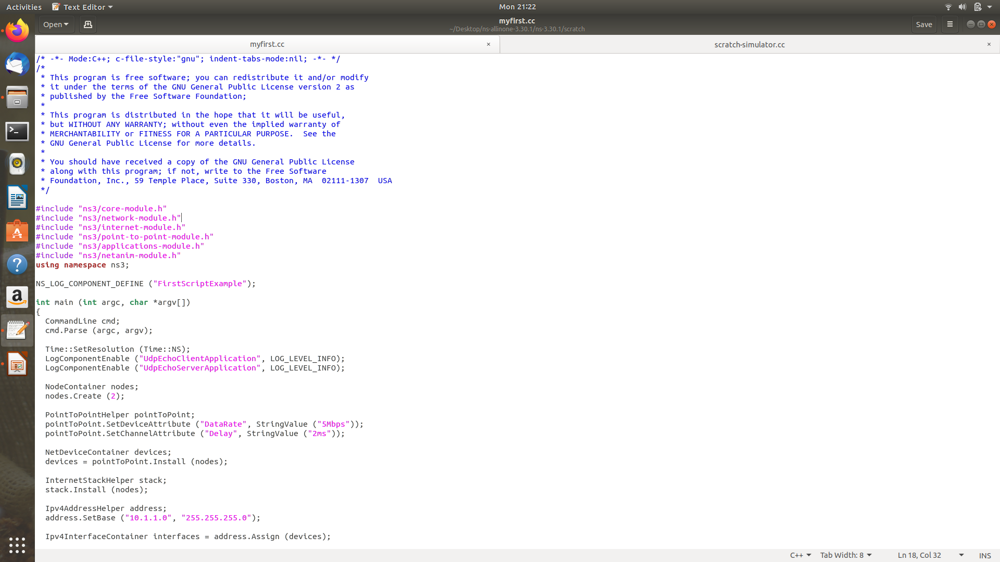 Activities Text Editor Mon 21:22
Open myfirst.cc Save
~/Desktop/ns-allinone-3.30.1/ns-3.30.1/scratch
myfirst.cc × scratch-simulator.cc ×
/* -*- Mode:C++; c-file-style:"gnu"; indent-tabs-mode:nil; -*- */
/*
 * This program is free software; you can redistribute it and/or modify
 * it under the terms of the GNU General Public License version 2 as
 * published by the Free Software Foundation;
 *
 * This program is distributed in the hope that it will be useful,
 * but WITHOUT ANY WARRANTY; without even the implied warranty of
 * MERCHANTABILITY or FITNESS FOR A PARTICULAR PURPOSE.  See the
 * GNU General Public License for more details.
 *
 * You should have received a copy of the GNU General Public License
 * along with this program; if not, write to the Free Software
 * Foundation, Inc., 59 Temple Place, Suite 330, Boston, MA  02111-1307  USA
 */

#include "ns3/core-module.h"
#include "ns3/network-module.h"
#include "ns3/internet-module.h"
#include "ns3/point-to-point-module.h"
#include "ns3/applications-module.h"
#include "ns3/netanim-module.h"
using namespace ns3;

NS_LOG_COMPONENT_DEFINE ("FirstScriptExample");

int main (int argc, char *argv[])
{
  CommandLine cmd;
  cmd.Parse (argc, argv);

  Time::SetResolution (Time::NS);
  LogComponentEnable ("UdpEchoClientApplication", LOG_LEVEL_INFO);
  LogComponentEnable ("UdpEchoServerApplication", LOG_LEVEL_INFO);

  NodeContainer nodes;
  nodes.Create (2);

  PointToPointHelper pointToPoint;
  pointToPoint.SetDeviceAttribute ("DataRate", StringValue ("5Mbps"));
  pointToPoint.SetChannelAttribute ("Delay", StringValue ("2ms"));

  NetDeviceContainer devices;
  devices = pointToPoint.Install (nodes);

  InternetStackHelper stack;
  stack.Install (nodes);

  Ipv4AddressHelper address;
  address.SetBase ("10.1.1.0", "255.255.255.0");

  Ipv4InterfaceContainer interfaces = address.Assign (devices);
C++ Tab Width: 8 Ln 18, Col 32 INS